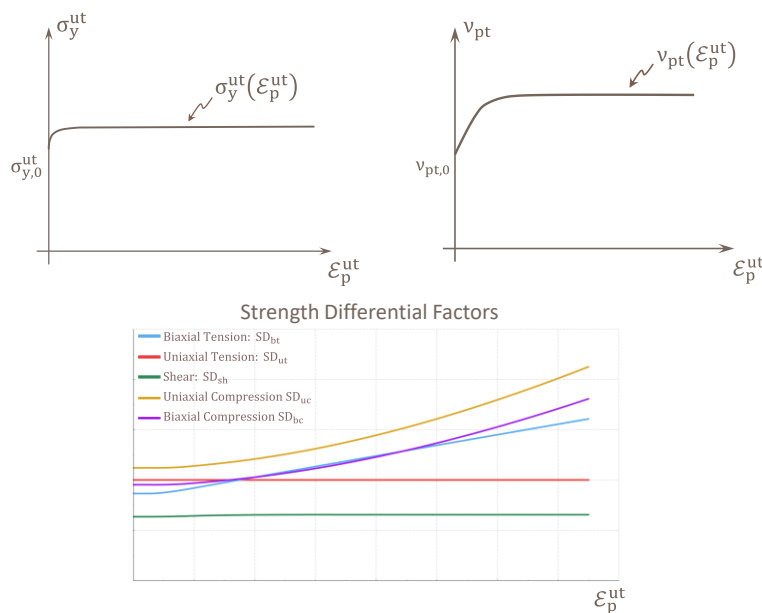 σ_y^ut
σ_y^ut(ε_p^ut)
σ_y,0^ut
ε_p^ut
ν_pt
ν_pt(ε_p^ut)
ν_pt,0
ε_p^ut
Strength Differential Factors
Biaxial Tension: SD_bt
Uniaxial Tension: SD_ut
Shear: SD_sh
Uniaxial Compression SD_uc
Biaxial Compression SD_bc
ε_p^ut